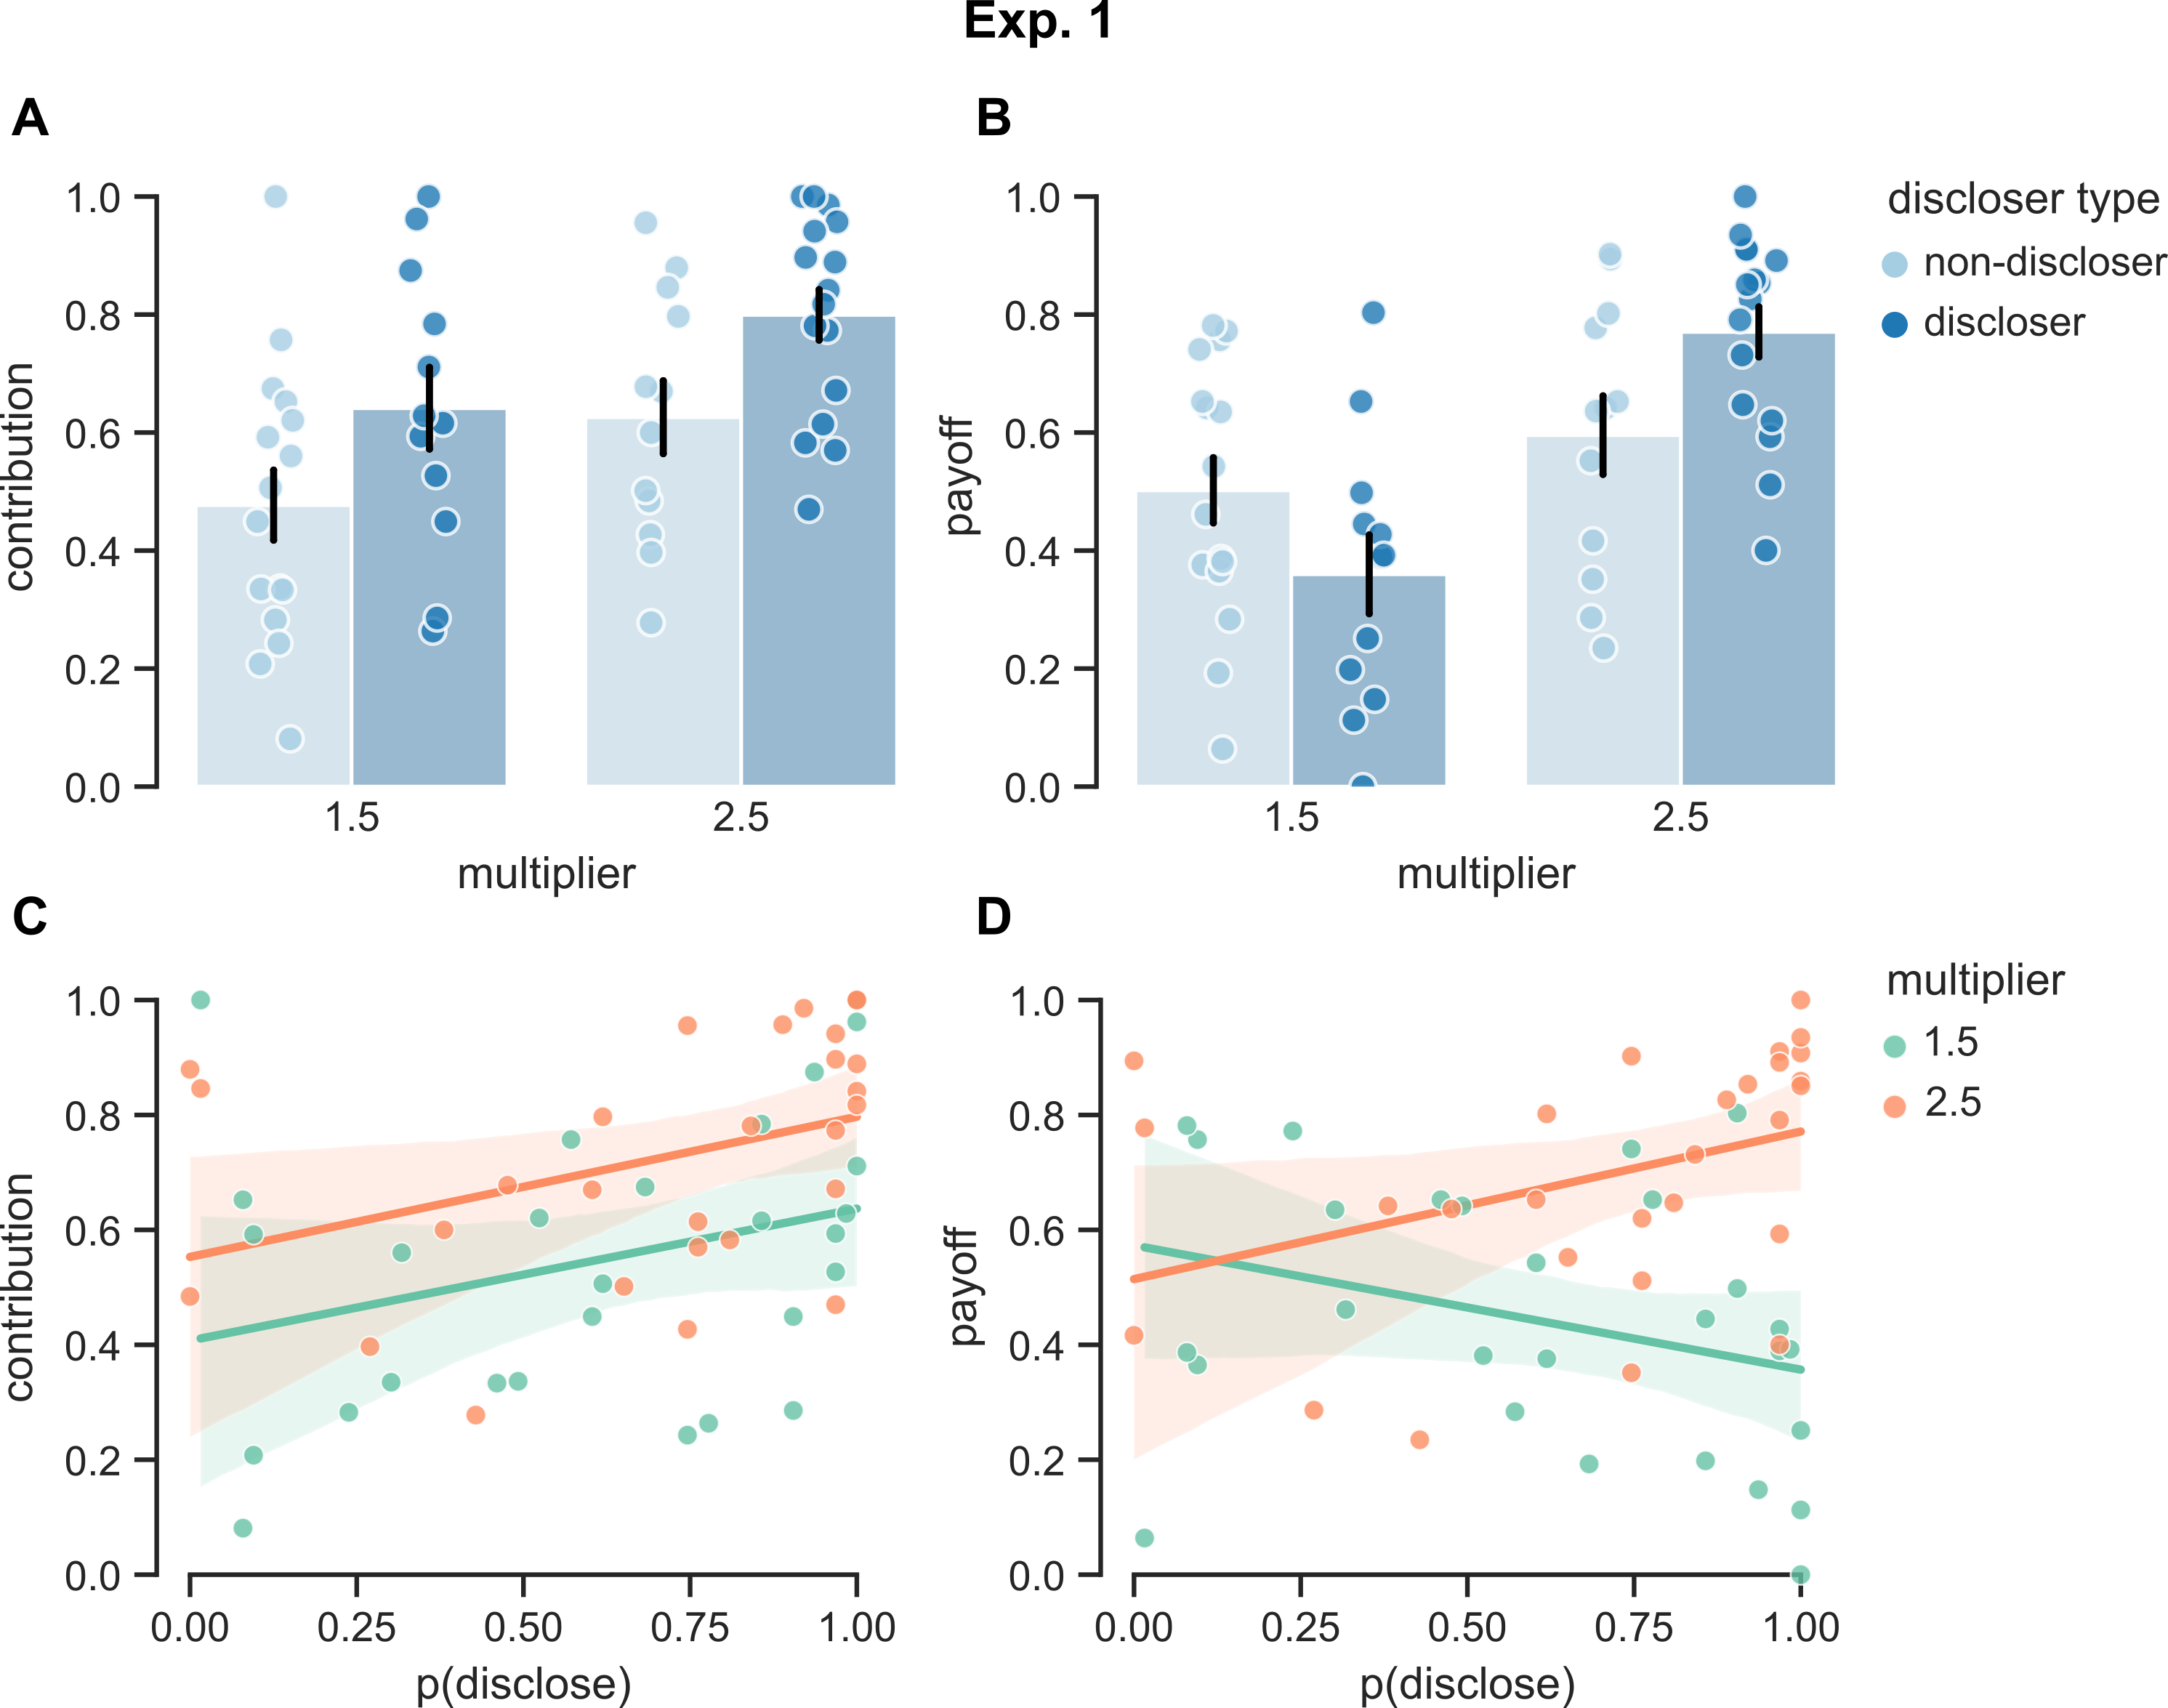 Exp. 1
A
B
1.0
0.8
0.6
0.4
0.2
0.0
contribution
1.5
2.5
multiplier
1.0
0.8
0.6
0.4
0.2
0.0
payoff
1.5
2.5
multiplier
discloser type
non-discloser
discloser
C
D
1.0
0.8
0.6
0.4
0.2
0.0
contribution
0.00 0.25 0.50 0.75 1.00
p(disclose)
1.0
0.8
0.6
0.4
0.2
0.0
payoff
0.00 0.25 0.50 0.75 1.00
p(disclose)
multiplier
1.5
2.5